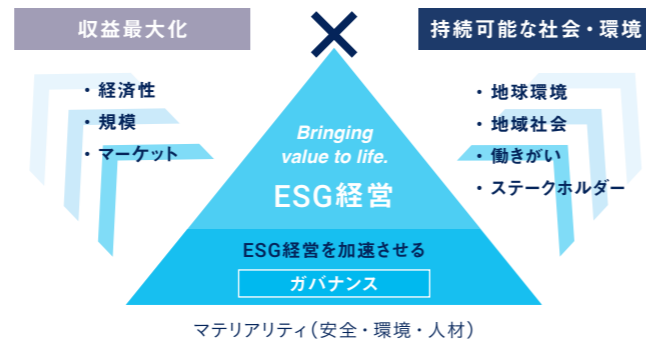 収益最大化
×
持続可能な社会・環境
・経済性
・規模
・マーケット
・地球環境
・地域社会
・働きがい
・ステークホルダー
Bringing
value to life.
ESG経営
ESG経営を加速させる
ガバナンス
マテリアリティ(安全・環境・人材)